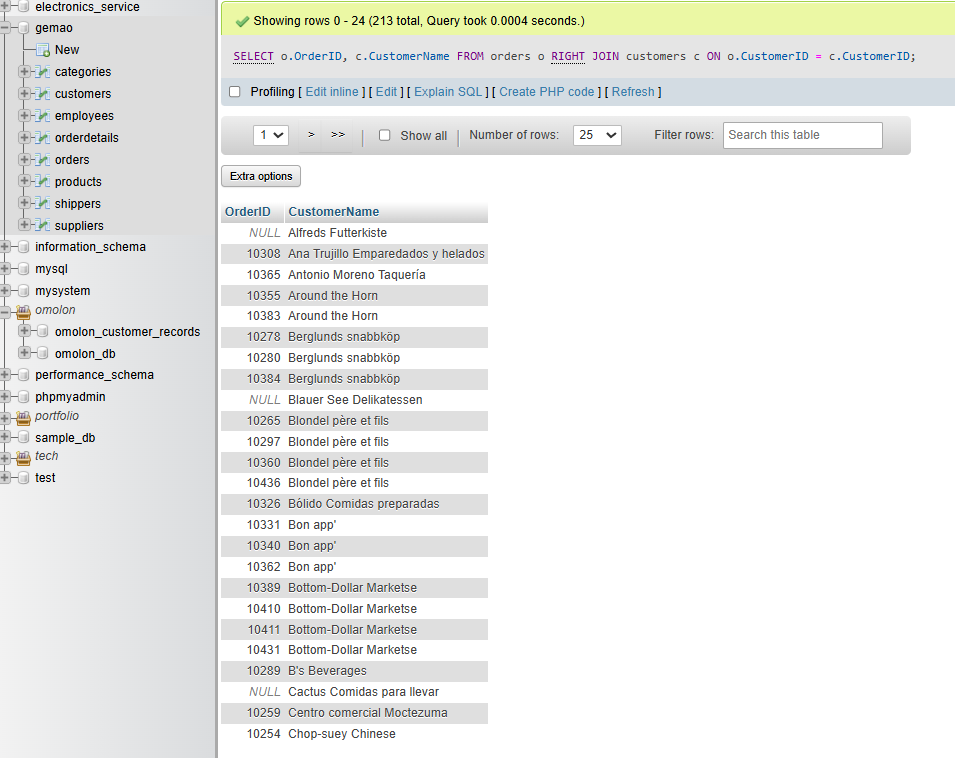 electronics_service
gemao
New
categories
customers
employees
orderdetails
orders
products
shippers
suppliers
information_schema
mysql
mysystem
omolon
omolon_customer_records
omolon_db
performance_schema
phpmyadmin
portfolio
sample_db
tech
test
Showing rows 0 - 24 (213 total, Query took 0.0004 seconds.)
SELECT o.OrderID, c.CustomerName FROM orders o RIGHT JOIN customers c ON o.CustomerID = c.CustomerID;
Profiling [ Edit inline ] [ Edit ] [ Explain SQL ] [ Create PHP code ] [ Refresh ]
1 > >> | Show all | Number of rows: 25 Filter rows: Search this table
Extra options
OrderID CustomerName
NULL Alfreds Futterkiste
10308 Ana Trujillo Emparedados y helados
10365 Antonio Moreno Taquería
10355 Around the Horn
10383 Around the Horn
10278 Berglunds snabbköp
10280 Berglunds snabbköp
10384 Berglunds snabbköp
NULL Blauer See Delikatessen
10265 Blondel père et fils
10297 Blondel père et fils
10360 Blondel père et fils
10436 Blondel père et fils
10326 Bólido Comidas preparadas
10331 Bon app'
10340 Bon app'
10362 Bon app'
10389 Bottom-Dollar Marketse
10410 Bottom-Dollar Marketse
10411 Bottom-Dollar Marketse
10431 Bottom-Dollar Marketse
10289 B's Beverages
NULL Cactus Comidas para llevar
10259 Centro comercial Moctezuma
10254 Chop-suey Chinese